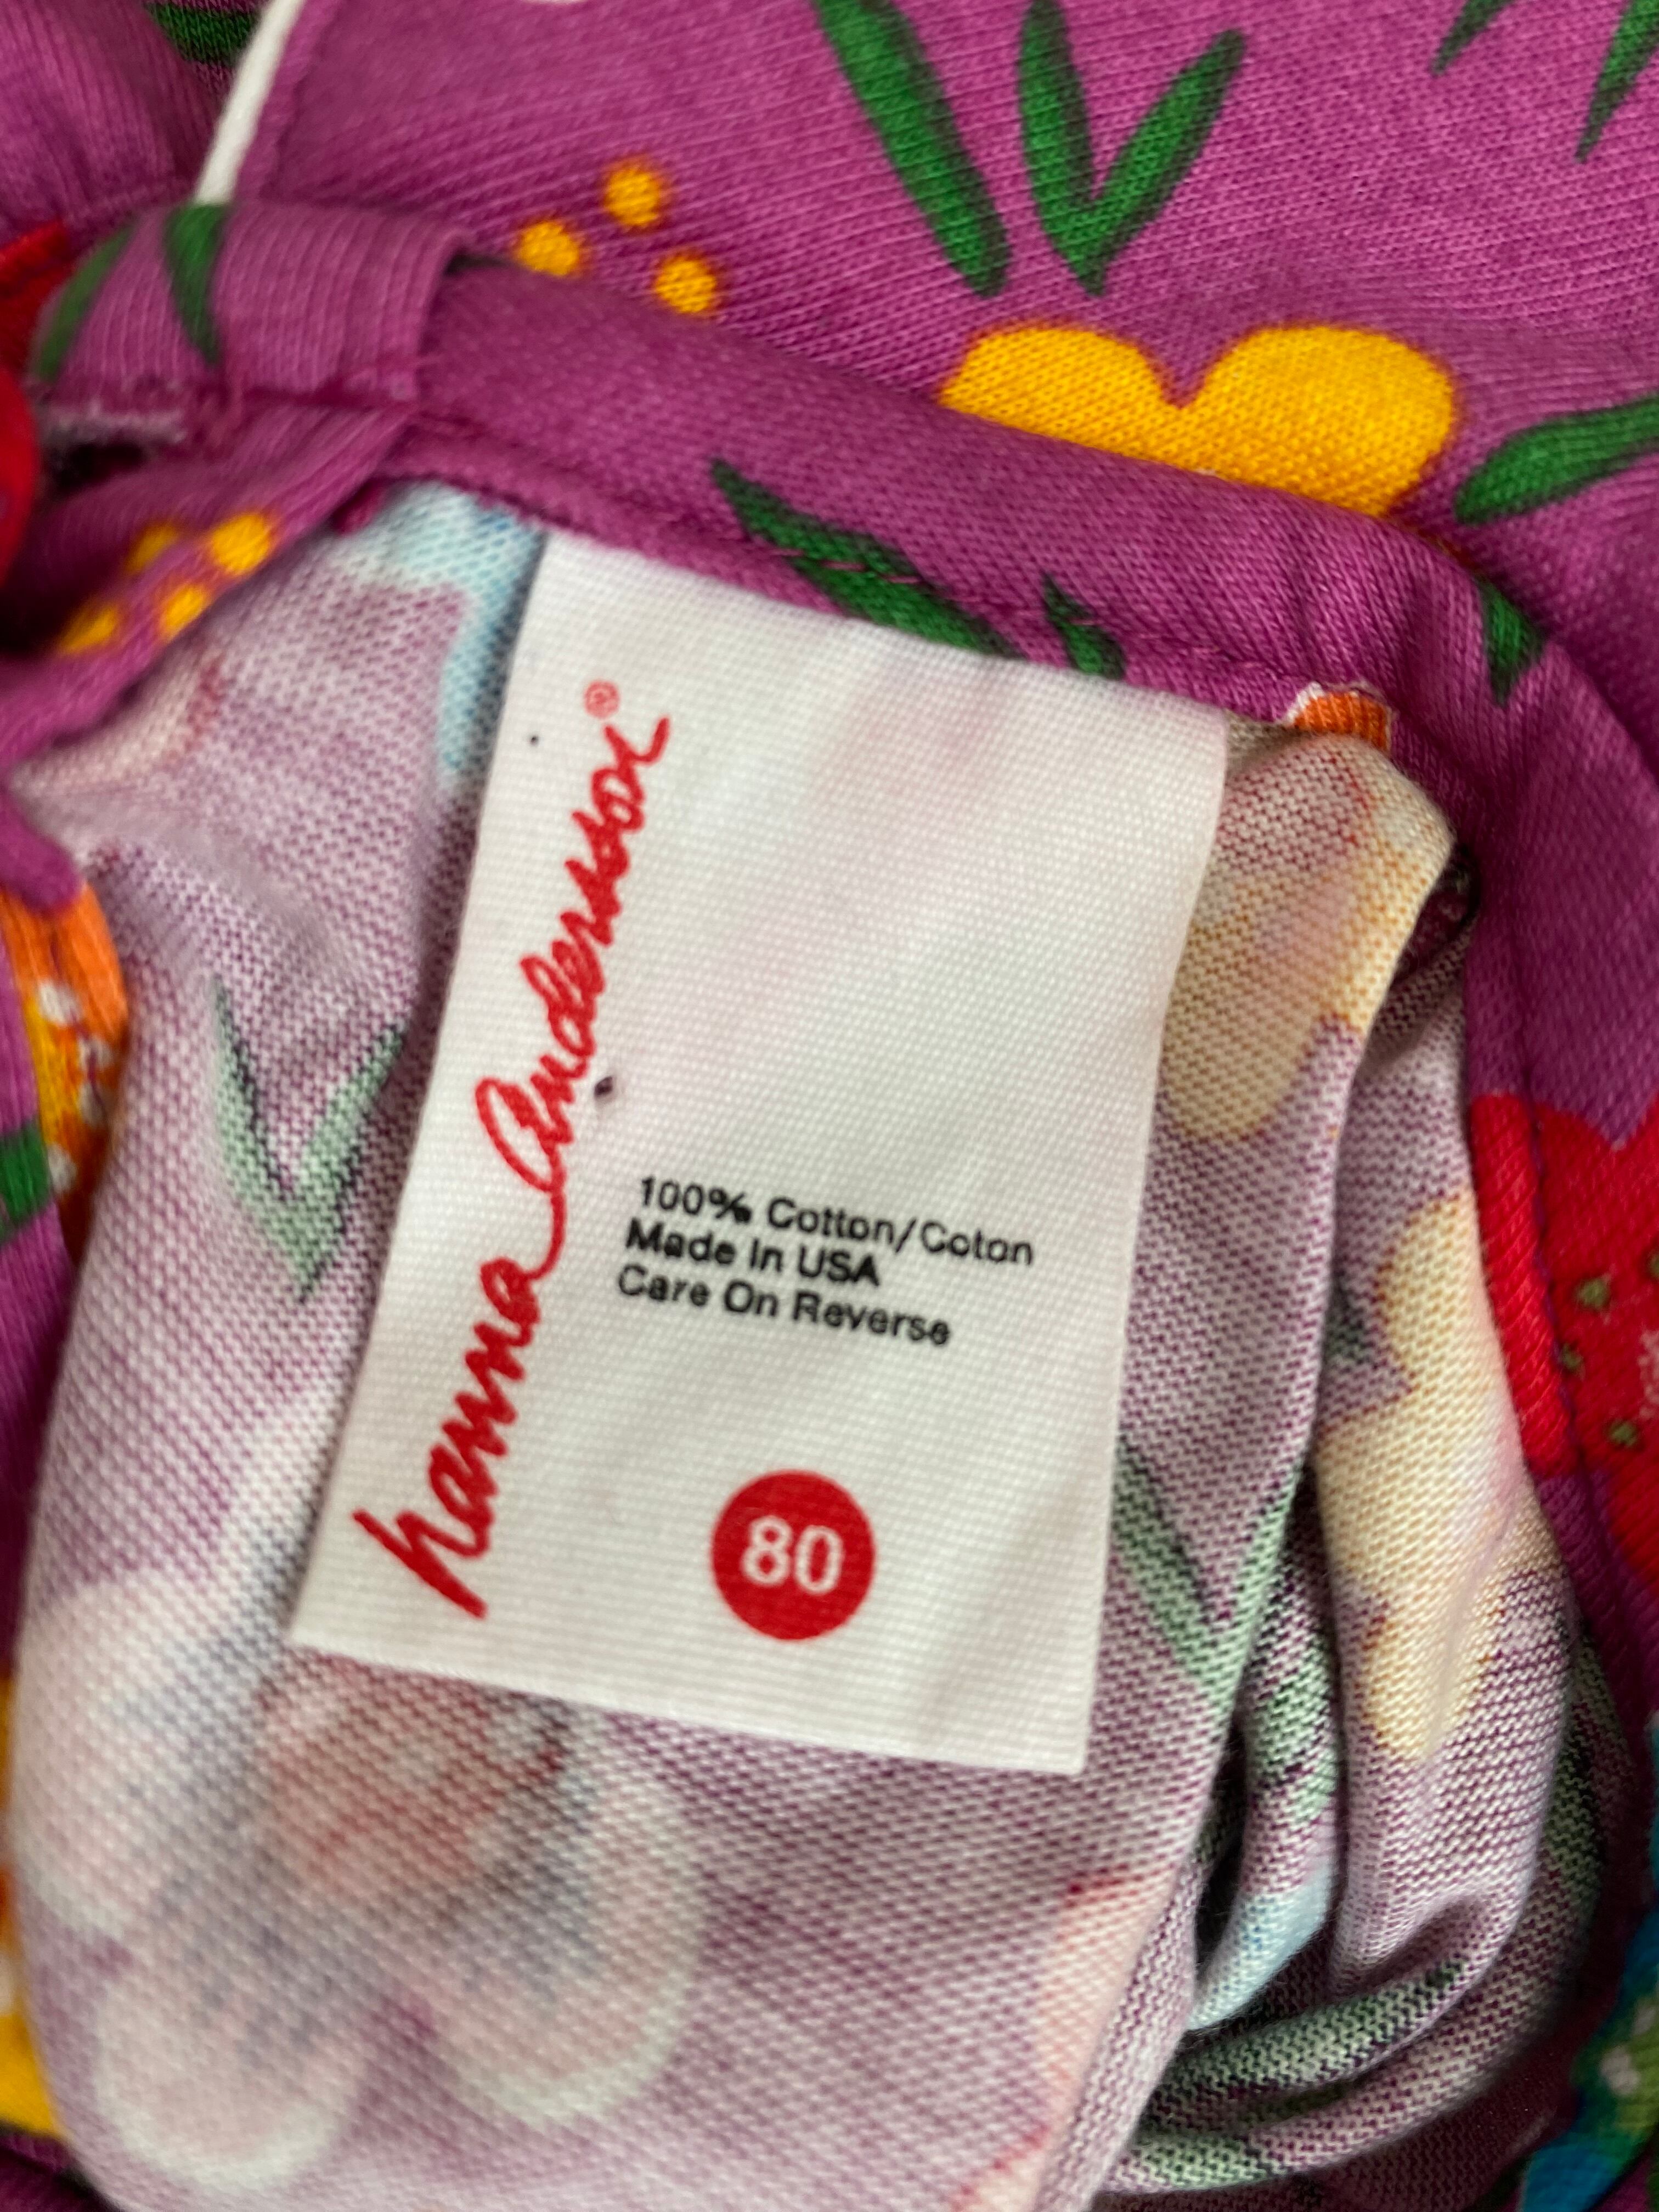 hanna Andersson®
100% Cotton/Coton
Made In USA
Care On Reverse
80